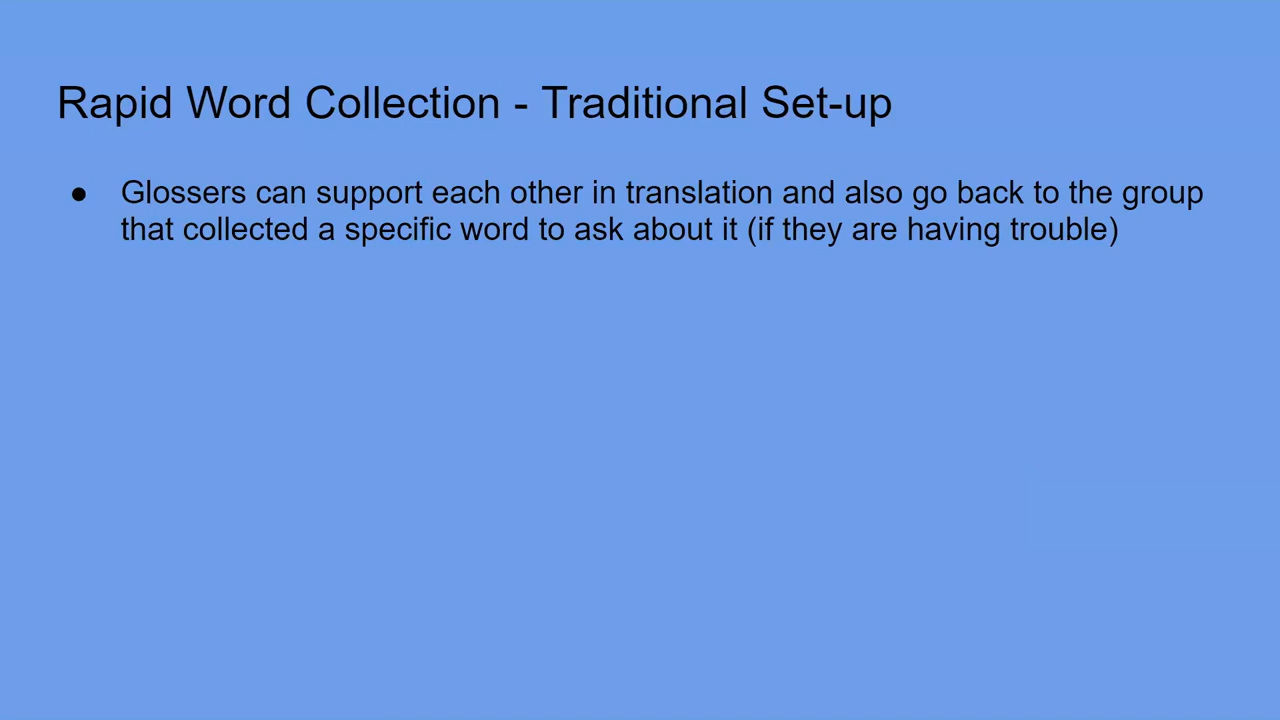 Rapid Word Collection - Traditional Set-up
● Glossers can support each other in translation and also go back to the group
that collected a specific word to ask about it (if they are having trouble)